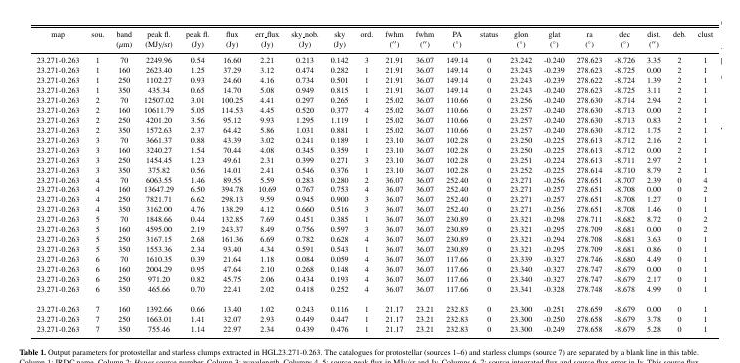 map sou. band peak fl. peak fl. flux err_flux sky_nob. sky ord. fwhm fwhm PA status glon glat ra dec dist. deb. clust
(μm) (MJy/sr) (Jy) (Jy) (Jy) (Jy) (Jy) (″) (″) (°) (°) (°) (°) (°) (″)
23.271-0.263 1 70 2249.96 0.54 16.60 2.21 0.213 0.142 3 21.91 36.07 149.14 0 23.242 -0.240 278.623 -8.726 3.35 2 1
23.271-0.263 1 160 2623.40 1.25 37.29 3.12 0.474 0.282 1 21.91 36.07 149.14 0 23.243 -0.239 278.623 -8.725 0.00 2 1
23.271-0.263 1 250 1102.27 0.93 24.60 4.16 0.734 0.501 1 21.91 36.07 149.14 0 23.243 -0.239 278.622 -8.724 1.39 2 1
23.271-0.263 1 350 435.34 0.65 14.70 5.08 0.949 0.815 1 21.91 36.07 149.14 0 23.243 -0.240 278.623 -8.725 3.11 2 1
23.271-0.263 2 70 12507.02 3.01 100.25 4.41 0.297 0.265 1 25.02 110.66 0 23.256 -0.240 278.630 -8.714 2.94 2 1
23.271-0.263 2 160 10611.79 5.05 114.53 4.45 0.520 0.377 4 25.02 110.66 0 23.257 -0.240 278.630 -8.713 0.00 2 1
23.271-0.263 2 250 4201.20 3.56 95.12 9.93 1.295 1.119 1 25.02 110.66 0 23.257 -0.240 278.630 -8.713 0.83 2 1
23.271-0.263 2 350 1572.63 2.37 64.42 5.86 1.031 0.881 1 25.02 110.66 0 23.257 -0.240 278.630 -8.712 1.75 2 1
23.271-0.263 3 70 3661.37 0.88 43.39 3.02 0.241 0.189 1 23.10 36.07 102.28 0 23.250 -0.225 278.613 -8.712 2.16 2 1
23.271-0.263 3 160 3240.27 1.54 70.44 4.08 0.345 0.359 1 23.10 36.07 102.28 0 23.250 -0.225 278.613 -8.712 0.00 2 1
23.271-0.263 3 250 1454.45 1.23 49.61 2.31 0.399 0.271 3 23.10 36.07 102.28 0 23.251 -0.224 278.613 -8.711 2.97 2 1
23.271-0.263 3 350 375.82 0.56 14.01 2.41 0.546 0.376 1 23.10 36.07 102.28 0 23.252 -0.225 278.614 -8.710 8.79 2 1
23.271-0.263 4 70 6063.55 1.46 89.55 5.59 0.283 0.280 2 36.07 36.07 252.40 0 23.271 -0.256 278.651 -8.707 2.39 0 4
23.271-0.263 4 160 13647.29 6.50 394.78 10.69 0.767 0.753 4 36.07 36.07 252.40 0 23.271 -0.257 278.651 -8.708 0.00 0 2
23.271-0.263 4 250 7821.71 6.62 298.13 9.59 0.945 0.900 3 36.07 36.07 252.40 0 23.271 -0.257 278.651 -8.708 1.27 0 1
23.271-0.263 4 350 3162.00 4.76 138.29 4.12 0.660 0.516 3 36.07 36.07 252.40 0 23.271 -0.256 278.651 -8.708 1.46 0 1
23.271-0.263 5 70 1848.66 0.44 132.85 7.69 0.451 0.385 1 36.07 36.07 230.89 0 23.321 -0.298 278.711 -8.682 8.72 0 1
23.271-0.263 5 160 4595.00 2.19 243.37 8.49 0.756 0.597 3 36.07 36.07 230.89 0 23.321 -0.295 278.709 -8.681 0.00 0 2
23.271-0.263 5 250 3167.15 2.68 161.36 6.69 0.782 0.628 4 36.07 36.07 230.89 0 23.321 -0.294 278.708 -8.681 3.63 0 1
23.271-0.263 5 350 1553.36 2.34 93.40 4.34 0.591 0.543 1 36.07 36.07 230.89 0 23.321 -0.295 278.709 -8.681 0.86 0 1
23.271-0.263 6 70 1610.35 0.39 21.64 1.18 0.084 0.059 4 36.07 36.07 117.66 0 23.339 -0.327 278.746 -8.680 4.49 0 1
23.271-0.263 6 160 2004.29 0.95 47.64 2.10 0.268 0.148 4 36.07 36.07 117.66 0 23.340 -0.327 278.747 -8.679 0.00 0 1
23.271-0.263 6 250 971.20 0.82 45.75 2.06 0.434 0.193 4 36.07 36.07 117.66 0 23.340 -0.327 278.747 -8.679 2.17 0 1
23.271-0.263 6 350 465.66 0.70 22.41 2.02 0.418 0.252 4 36.07 36.07 117.66 0 23.341 -0.328 278.748 -8.678 4.99 0 1
23.271-0.263 7 160 1392.66 0.66 13.40 1.02 0.243 0.116 1 21.17 23.21 232.83 0 23.300 -0.251 278.659 -8.679 0.00 0 1
23.271-0.263 7 250 1663.01 1.41 32.07 2.93 0.449 0.447 1 21.17 23.21 232.83 0 23.300 -0.250 278.658 -8.679 3.78 0 1
23.271-0.263 7 350 755.46 1.14 22.97 2.34 0.439 0.476 1 21.17 23.21 232.83 0 23.300 -0.249 278.658 -8.679 5.28 0 1
Table 1. Output parameters for protostellar and starless clumps extracted in HGL23.271-0.263. The catalogues for protostellar (sources 1–6) and starless clumps (source 7) are separated by a blank line in this table.